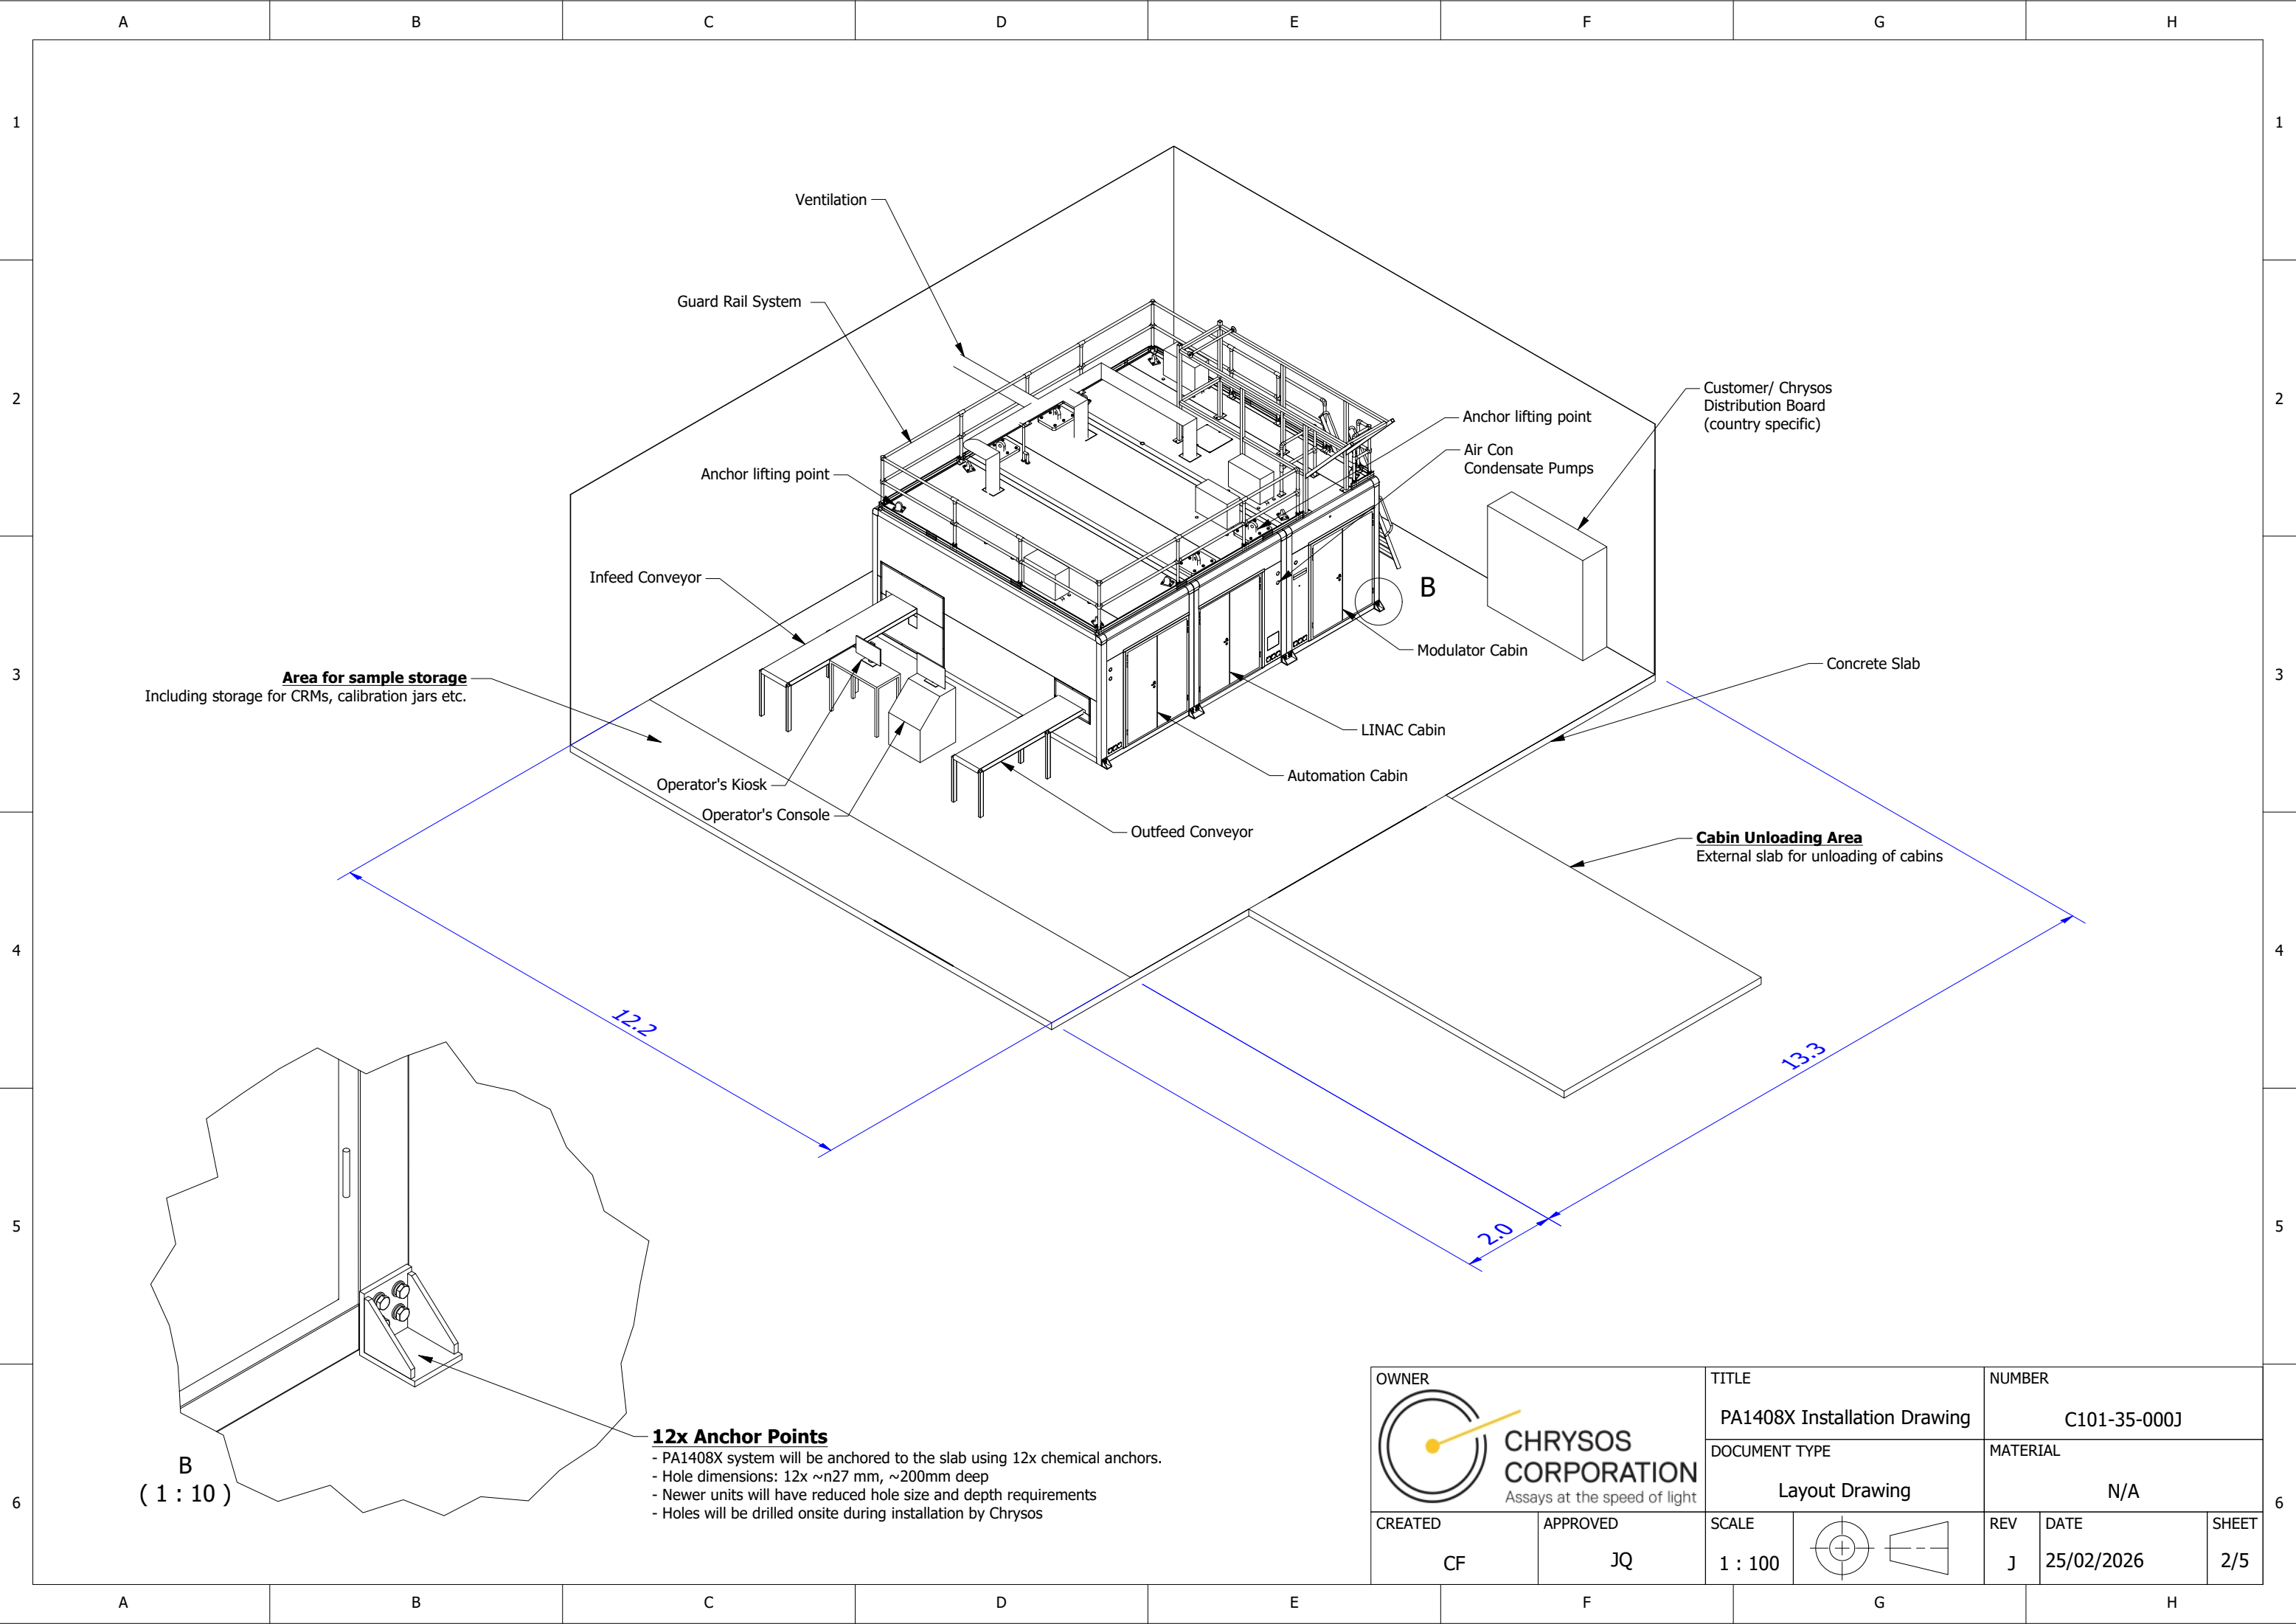 A B C D E F G H
1 1
Ventilation
Guard Rail System
2 2
Customer/ Chrysos
Distribution Board
(country specific)
Anchor lifting point
Air Con
Condensate Pumps
Anchor lifting point
Infeed Conveyor
B
Modulator Cabin
3 3
Concrete Slab
Area for sample storage
Including storage for CRMs, calibration jars etc.
LINAC Cabin
Automation Cabin
Operator's Kiosk
Operator's Console
Outfeed Conveyor
Cabin Unloading Area
External slab for unloading of cabins
4 4
12.2
13.3
2.0
5 5
12x Anchor Points
- PA1408X system will be anchored to the slab using 12x chemical anchors.
- Hole dimensions: 12x ~n27 mm, ~200mm deep
- Newer units will have reduced hole size and depth requirements
- Holes will be drilled onsite during installation by Chrysos
B
( 1 : 10 )
6 6
OWNER
CHRYSOS
CORPORATION
Assays at the speed of light
TITLE
PA1408X Installation Drawing
NUMBER
C101-35-000J
DOCUMENT TYPE
Layout Drawing
MATERIAL
N/A
CREATED
CF
APPROVED
JQ
SCALE
1 : 100
REV
J
DATE
25/02/2026
SHEET
2/5
A B C D E F G H